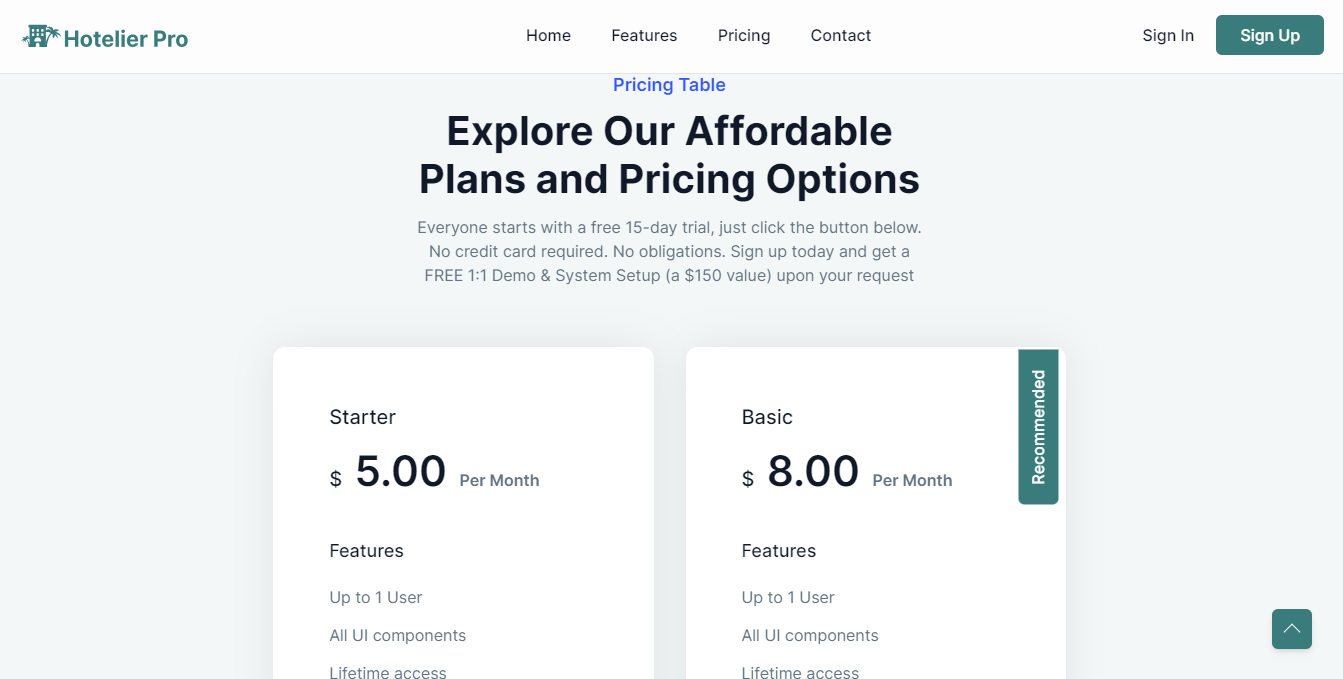 Hotelier Pro
Home
Features
Pricing
Contact
Sign In
Sign Up
Pricing Table
Explore Our Affordable
Plans and Pricing Options
Everyone starts with a free 15-day trial, just click the button below.
No credit card required. No obligations. Sign up today and get a
FREE 1:1 Demo & System Setup (a $150 value) upon your request
Starter
$ 5.00 Per Month
Features
Up to 1 User
All UI components
Lifetime access
Recommended
Basic
$ 8.00 Per Month
Features
Up to 1 User
All UI components
Lifetime access